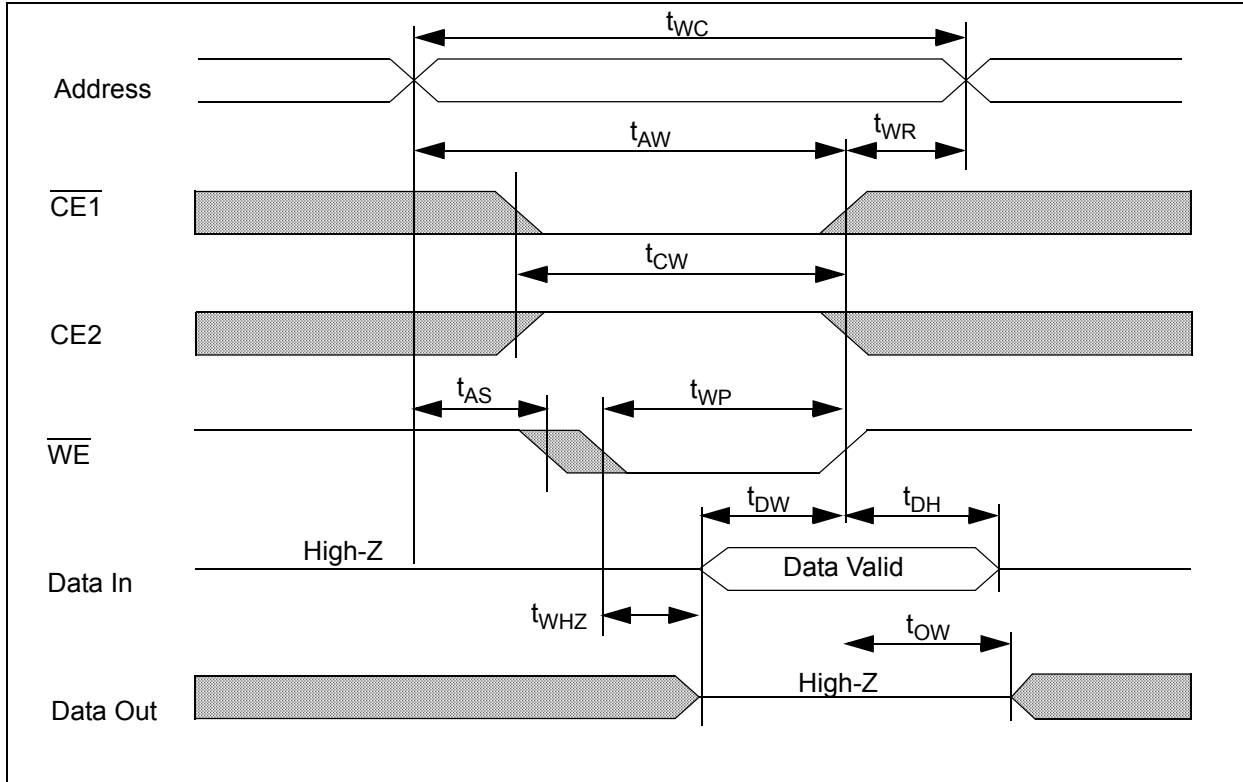 tWC
Address
tAW
tWR
CE1
tCW
CE2
tAS
tWP
WE
tDW
tDH
High-Z
Data In
Data Valid
tWHZ
tOW
High-Z
Data Out